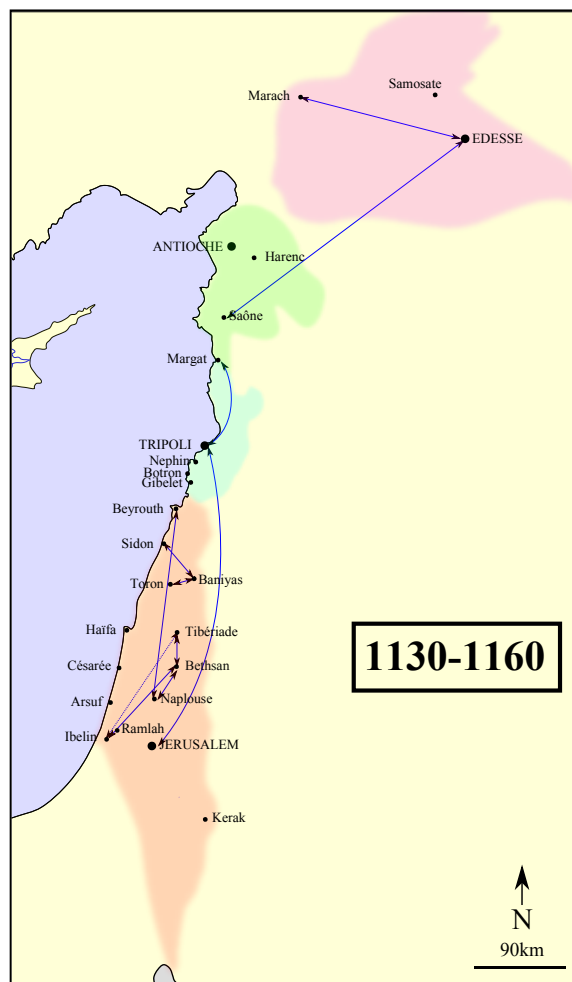 Samosate
Marach
EDESSE
ANTIOCHE
Harenc
Saône
Margat
TRIPOLI
Nephin
Botron
Gibelet
Beyrouth
Sidon
Baniyas
Toron
Haïfa
Tibériade
1130-1160
Césarée
Bethsan
Arsuf
Naplouse
Ramlah
Ibelin
JERUSALEM
Kerak
N
90km